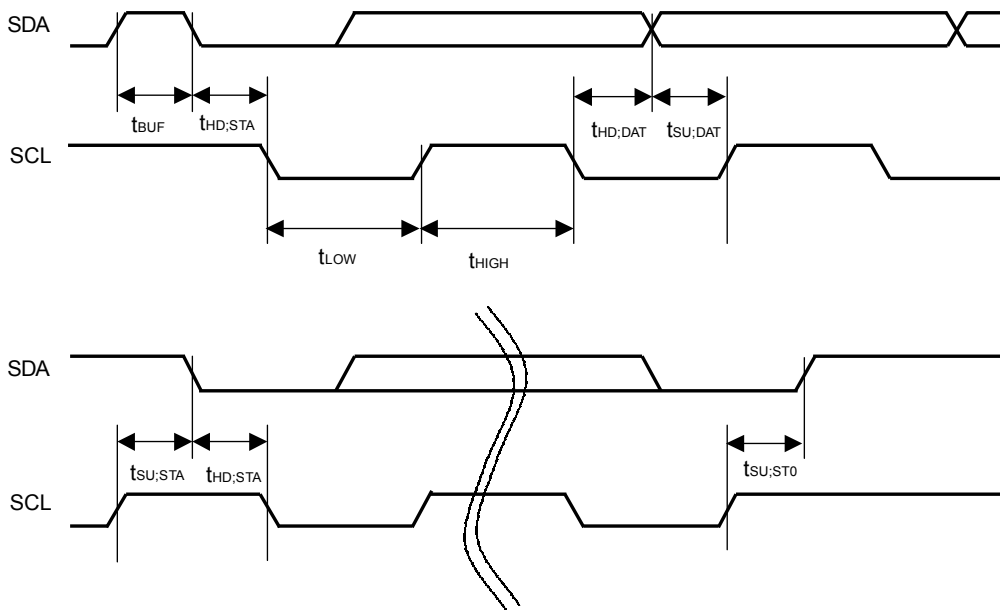 SDA
tBUF
tHD;STA
tHD;DAT
tSU;DAT
SCL
tLOW
tHIGH
SDA
tSU;STA
tHD;STA
tSU;ST0
SCL